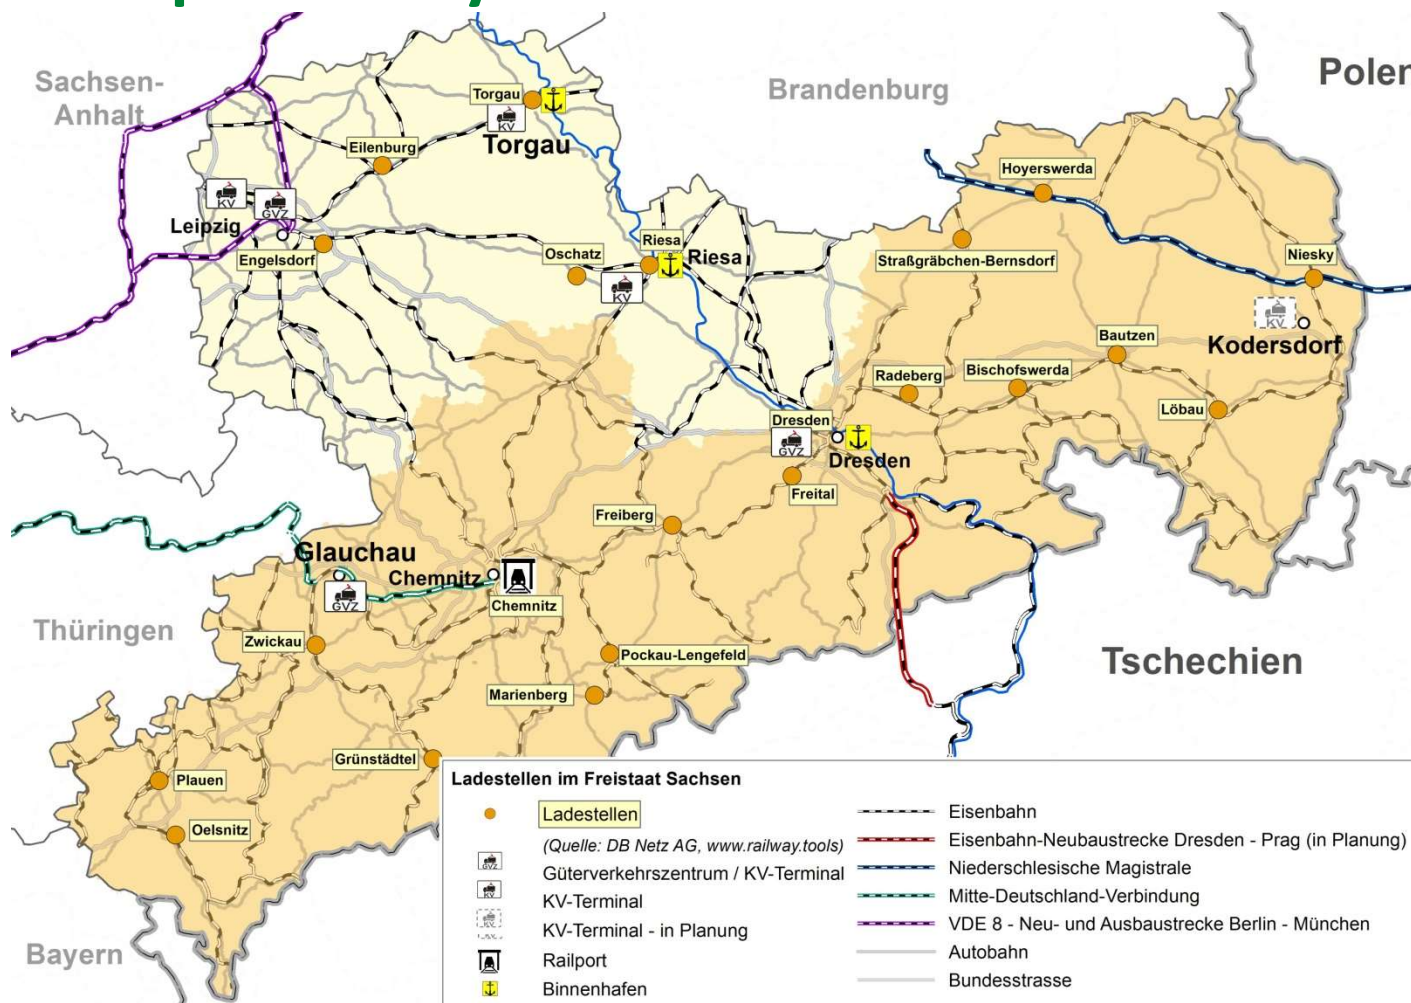 Sachsen-
Anhalt
Brandenburg
Polen
Torgau
KV
Torgau
Eilenburg
Hoyerswerda
KV
GVZ
Leipzig
Engelsdorf
Oschatz
Riesa
Riesa
KV
Straßgräbchen-Bernsdorf
Niesky
KV
Kodersdorf
Bautzen
Radeberg
Bischofswerda
Löbau
Dresden
GVZ
Dresden
Freital
Freiberg
Glauchau
GVZ
Chemnitz
Chemnitz
Thüringen
Zwickau
Pockau-Lengefeld
Tschechien
Marienberg
Grünstädtel
Plauen
Oelsnitz
Bayern
Ladestellen im Freistaat Sachsen
Ladestellen
(Quelle: DB Netz AG, www.railway.tools)
GVZ
Güterverkehrszentrum / KV-Terminal
KV
KV-Terminal
KV
KV-Terminal - in Planung
Railport
Binnenhafen
Eisenbahn
Eisenbahn-Neubaustrecke Dresden - Prag (in Planung)
Niederschlesische Magistrale
Mitte-Deutschland-Verbindung
VDE 8 - Neu- und Ausbaustrecke Berlin - München
Autobahn
Bundesstrasse